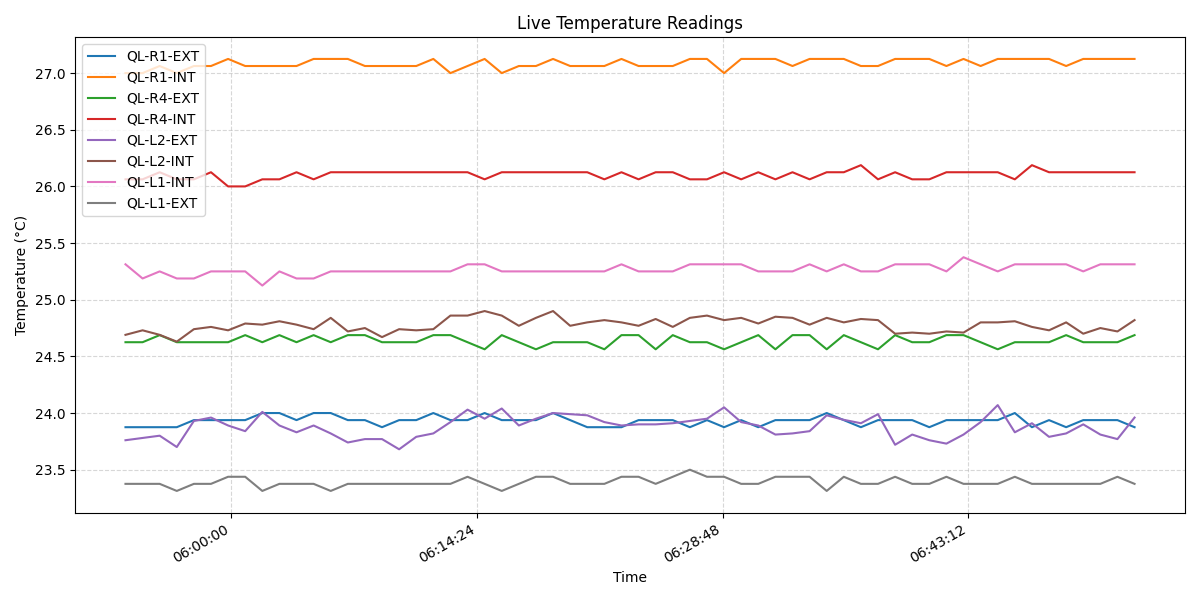 Live Temperature Readings
QL-R1-EXT
QL-R1-INT
QL-R4-EXT
QL-R4-INT
QL-L2-EXT
QL-L2-INT
QL-L1-INT
QL-L1-EXT
Temperature (°C)
27.0
26.5
26.0
25.5
25.0
24.5
24.0
23.5
06:00:00
06:14:24
06:28:48
06:43:12
Time